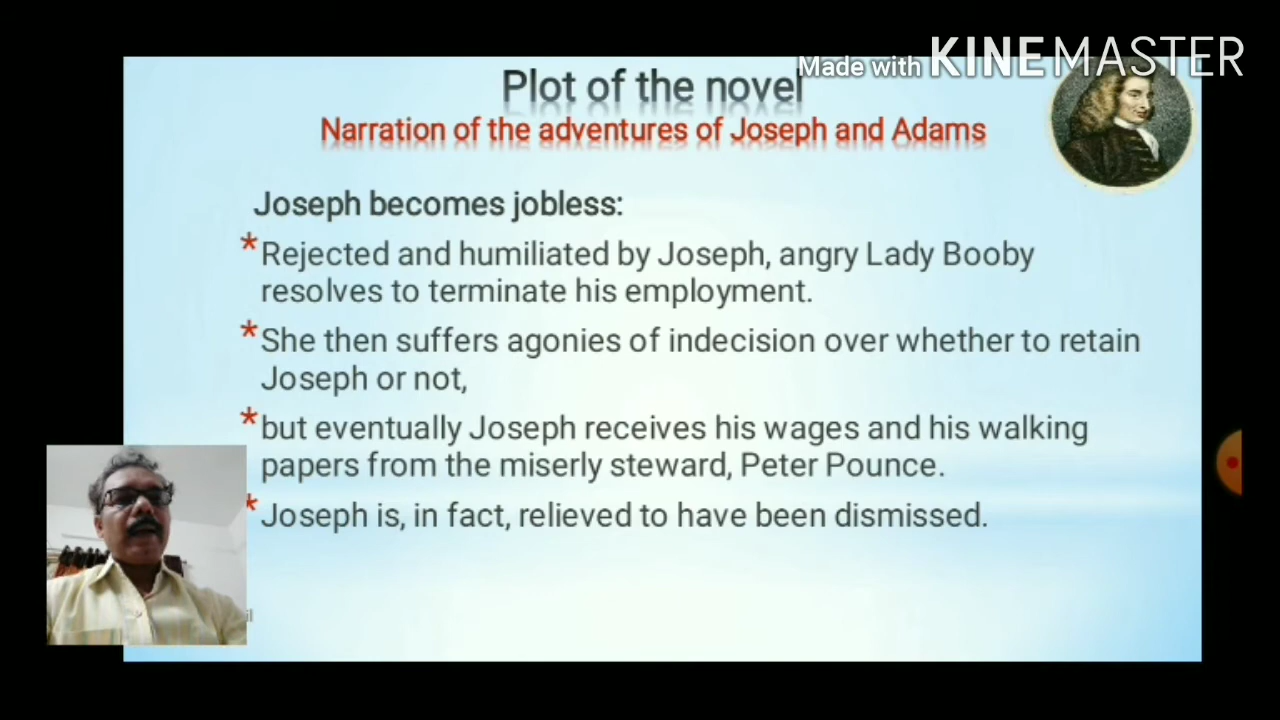 Made with KINEMASTER
Plot of the novel
Narration of the adventures of Joseph and Adams
Joseph becomes jobless:
* Rejected and humiliated by Joseph, angry Lady Booby
resolves to terminate his employment.
* She then suffers agonies of indecision over whether to retain
Joseph or not,
* but eventually Joseph receives his wages and his walking
papers from the miserly steward, Peter Pounce.
* Joseph is, in fact, relieved to have been dismissed.